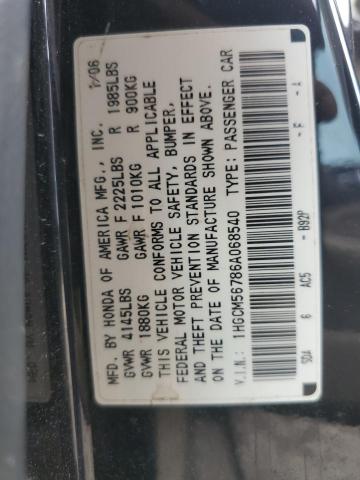 MFD. BY HONDA OF AMERICA MFG., INC. 1/06
GVWR 4145LBS GAWR F 2225LBS R 1985LBS
GVWR 1880KG GAWR F 1010KG R 900KG
THIS VEHICLE CONFORMS TO ALL APPLICABLE
FEDERAL MOTOR VEHICLE SAFETY, BUMPER,
AND THEFT PREVENTION STANDARDS IN EFFECT
ON THE DATE OF MANUFACTURE SHOWN ABOVE.
V.I.N: 1HGCM56786A068540 TYPE: PASSENGER CAR
SDA 6 AC5 - B92P - F - A